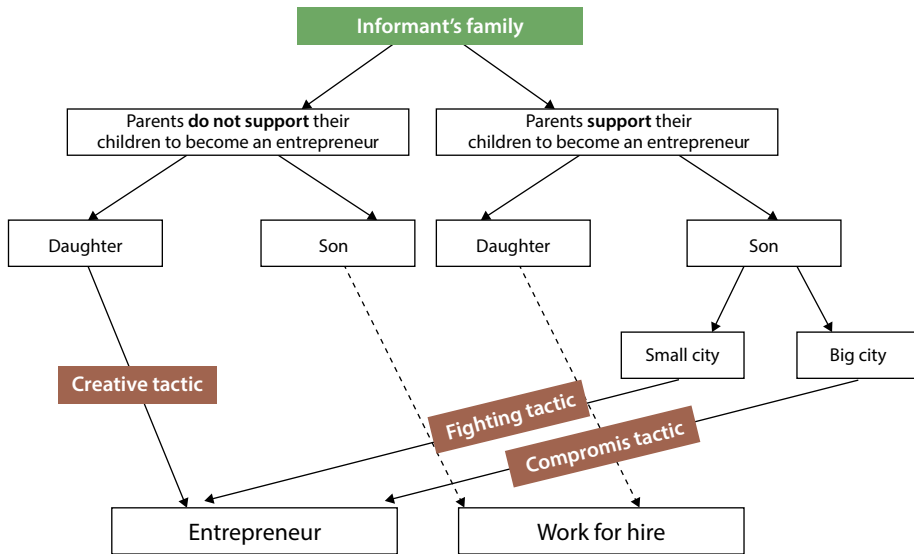 Informant’s family
Parents do not support their
children to become an entrepreneur
Parents support their
children to become an entrepreneur
Daughter
Son
Daughter
Son
Small city
Big city
Creative tactic
Fighting tactic
Compromis tactic
Entrepreneur
Work for hire